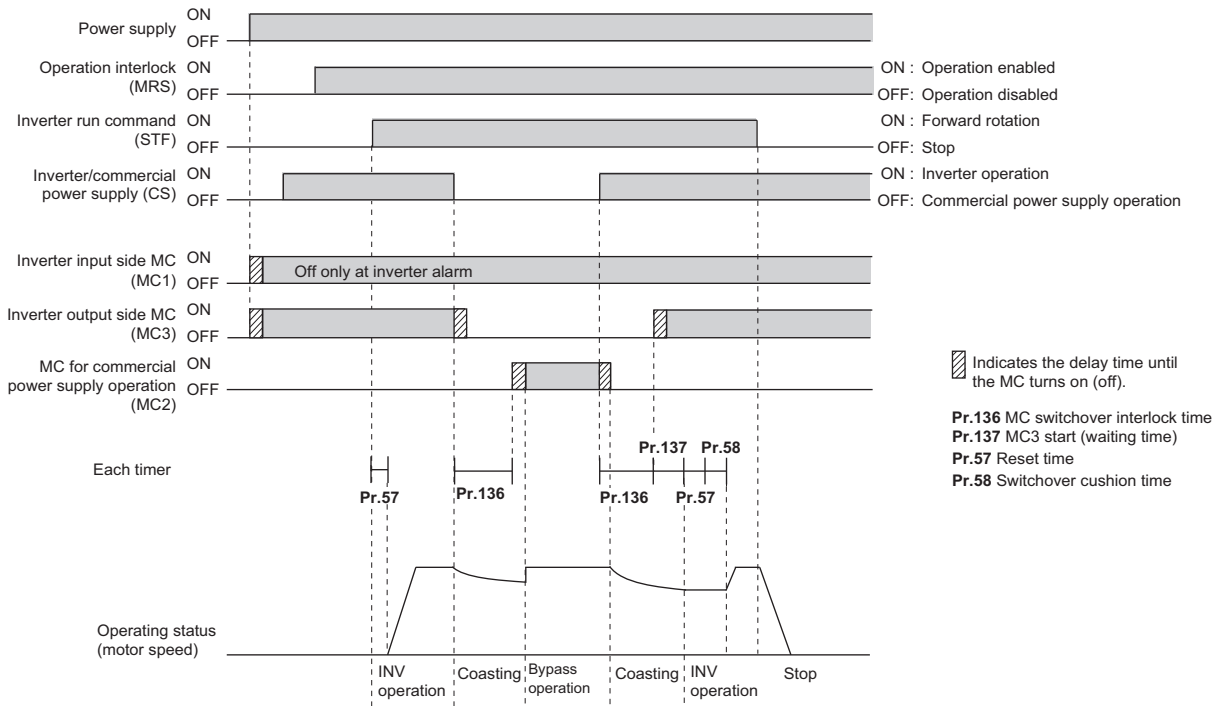 Power supply
ON
OFF
Operation interlock
(MRS)
ON
OFF
ON : Operation enabled
OFF: Operation disabled
Inverter run command
(STF)
ON
OFF
ON : Forward rotation
OFF: Stop
Inverter/commercial
power supply (CS)
ON
OFF
ON : Inverter operation
OFF: Commercial power supply operation
Inverter input side MC
(MC1)
ON
OFF
Off only at inverter alarm
Inverter output side MC
(MC3)
ON
OFF
MC for commercial
power supply operation
(MC2)
ON
OFF
Indicates the delay time until
the MC turns on (off).
Pr.136 MC switchover interlock time
Pr.137 MC3 start (waiting time)
Pr.57 Reset time
Pr.58 Switchover cushion time
Each timer
Pr.57
Pr.136
Pr.137
Pr.58
Pr.136
Pr.57
Operating status
(motor speed)
INV
operation
Coasting
Bypass
operation
Coasting
INV
operation
Stop